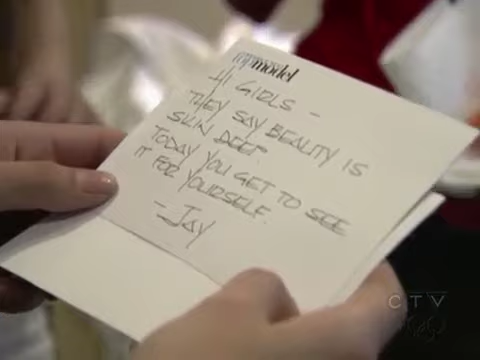 topmodel
HI GIRLS -
THEY SAY BEAUTY IS
SKIN DEEP.
TODAY YOU GET TO SEE
IT FOR YOURSELF.
- JAY
CTV